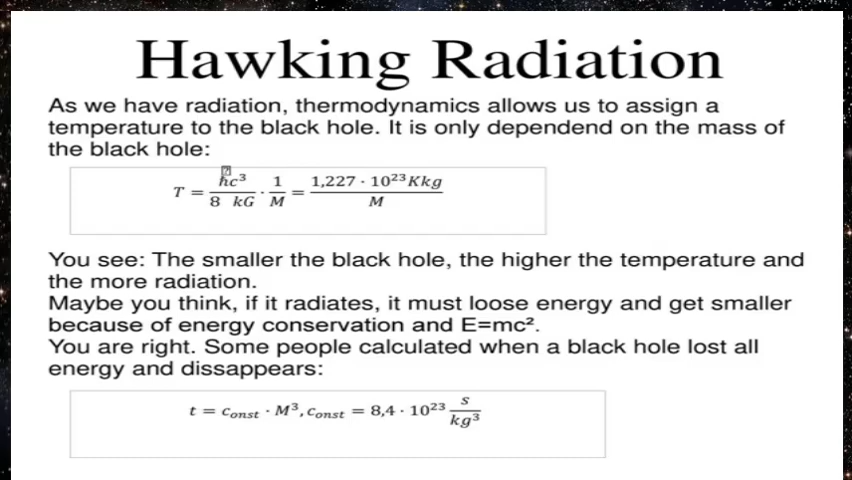 Hawking Radiation
As we have radiation, thermodynamics allows us to assign a
temperature to the black hole. It is only dependend on the mass of
the black hole:
T = ħc³ / 8 kG · 1 / M = 1,227 · 10²³ Kkg / M
You see: The smaller the black hole, the higher the temperature and
the more radiation.
Maybe you think, if it radiates, it must loose energy and get smaller
because of energy conservation and E=mc².
You are right. Some people calculated when a black hole lost all
energy and dissappears:
t = c_const · M³, c_const = 8,4 · 10²³ s / kg³